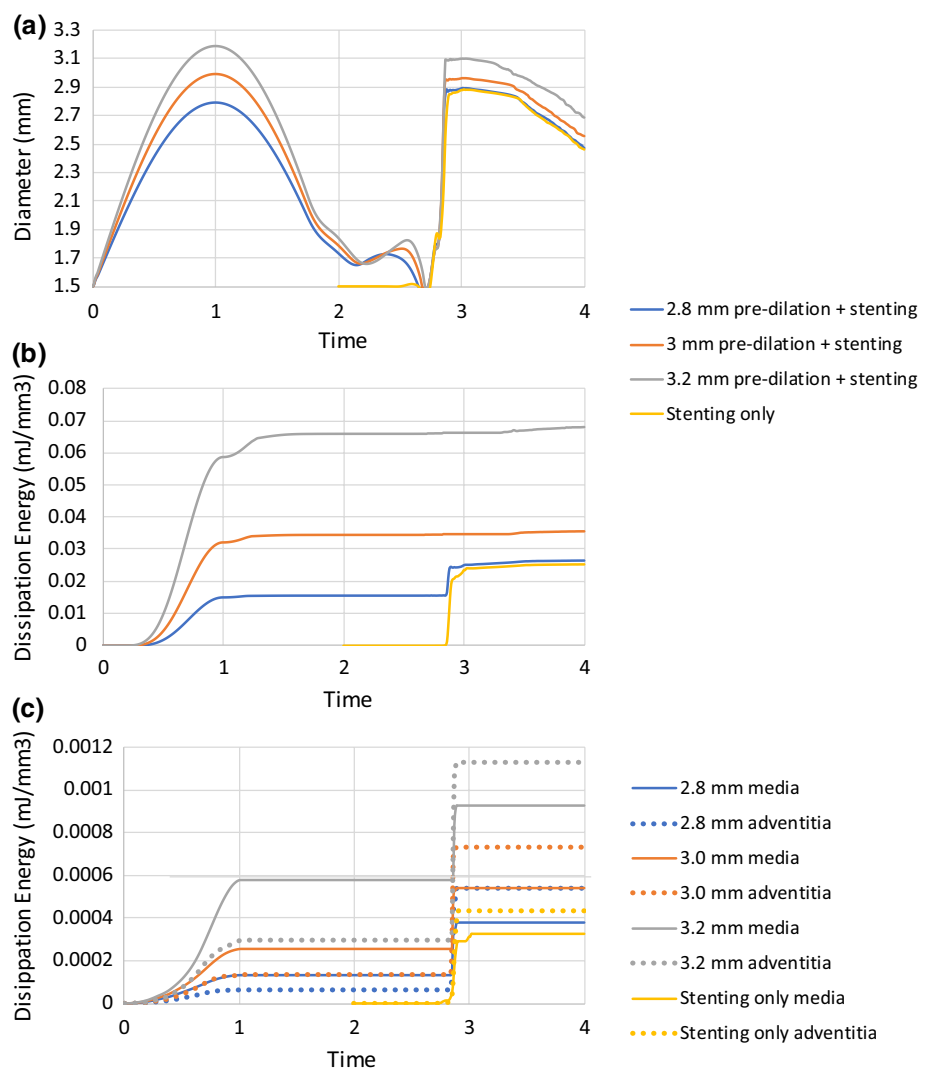 (a)
3.3
3.1
2.9
2.7
2.5
2.3
2.1
1.9
1.7
1.5
Diameter (mm)
0 1 2 3 4
Time
2.8 mm pre-dilation + stenting
3 mm pre-dilation + stenting
3.2 mm pre-dilation + stenting
Stenting only
(b)
0.08
0.07
0.06
0.05
0.04
0.03
0.02
0.01
0
Dissipation Energy (mJ/mm3)
0 1 2 3 4
Time
(c)
0.0012
0.001
0.0008
0.0006
0.0004
0.0002
0
Disippation Energy (mJ/mm3)
0 1 2 3 4
Time
2.8 mm media
2.8 mm adventitia
3.0 mm media
3.0 mm adventitia
3.2 mm media
3.2 mm adventitia
Stenting only media
Stenting only adventitia